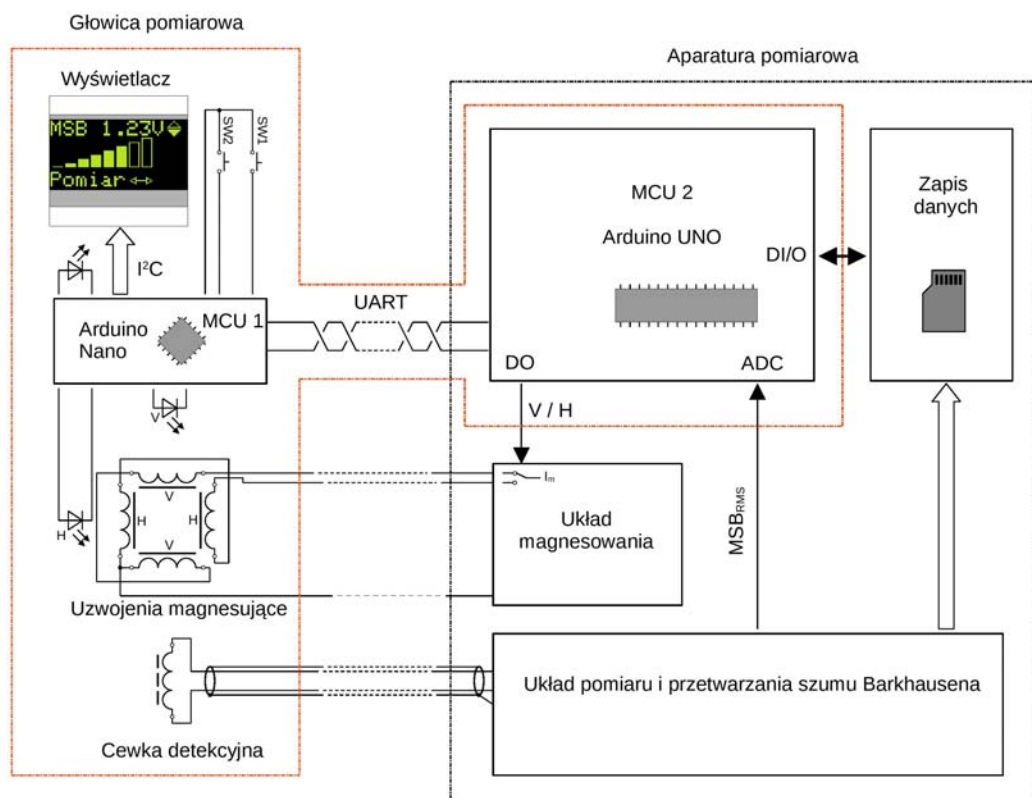 Głowica pomiarowa
Aparatura pomiarowa
Wyświetlacz
MSB 1.23V
Pomiar
SW2
SW1
I²C
Arduino
Nano
MCU 1
UART
MCU 2
Arduino UNO
DI/O
DO
ADC
Zapis
danych
V / H
V
H
V
H
H
V
Im
Układ
magnesowania
MSBRMS
Uzwojenia magnesujące
Układ pomiaru i przetwarzania szumu Barkhausena
Cewka detekcyjna